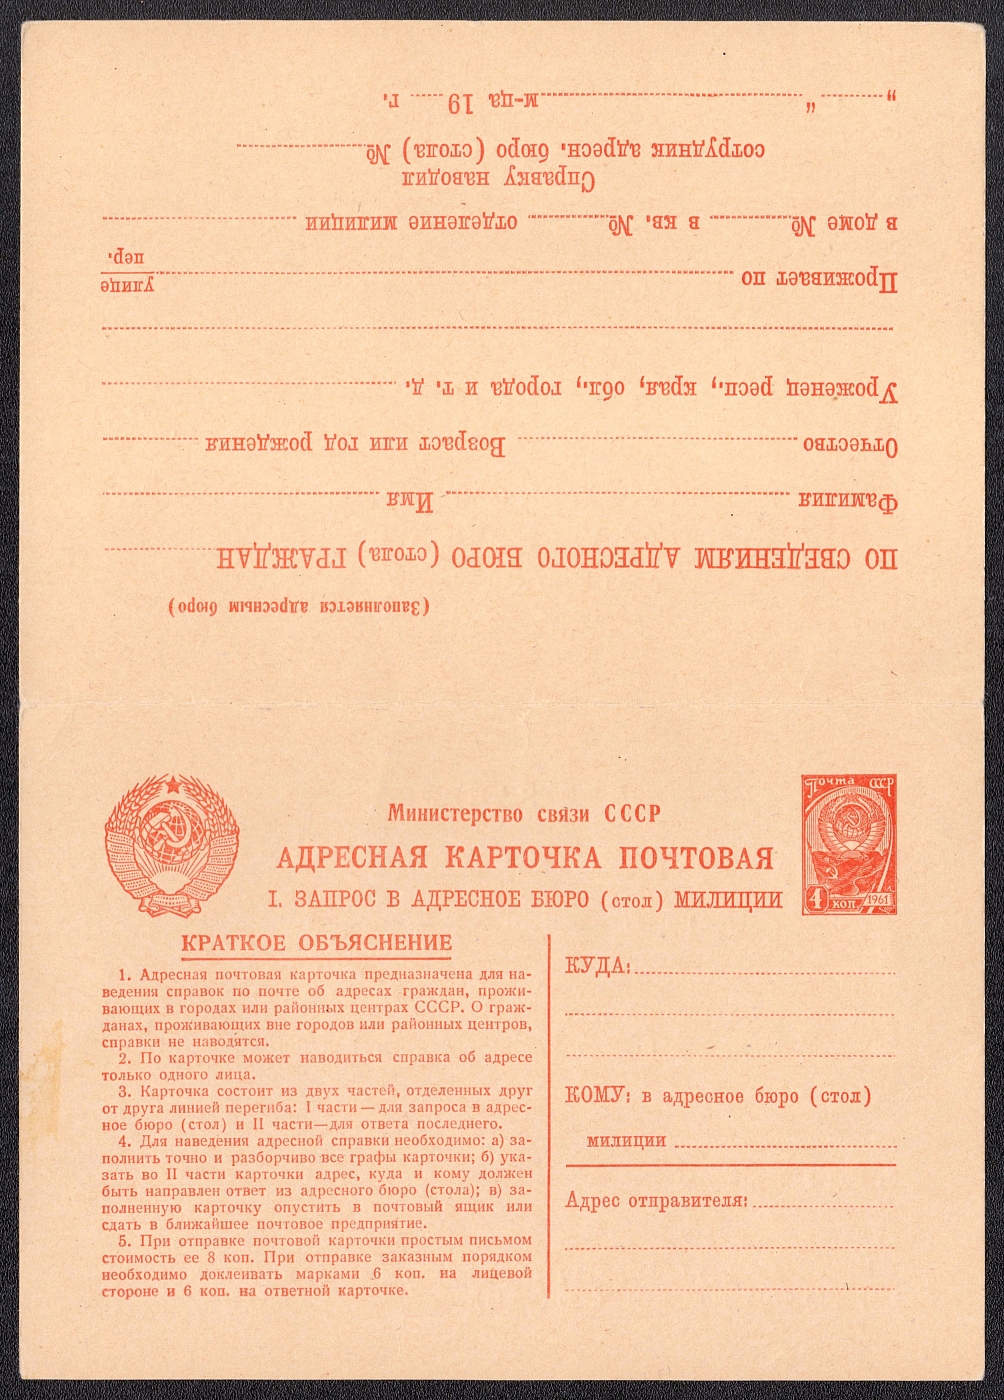 „ “ м-ца 19 г.
сотрудник адресн. бюро (стола) №
Справку наводил
в доме № в кв. № отделение милиции
пер.
Проживает по улице
Уроженец респ., края, обл., города и т. д.
Отчество Возраст или год рождения
Фамилия Имя
ПО СВЕДЕНИЯМ АДРЕСНОГО БЮРО (стола) ГРАЖДАН
(Заполняется адресным бюро)
Почта СССР
Министерство связи СССР
АДРЕСНАЯ КАРТОЧКА ПОЧТОВАЯ
I. ЗАПРОС В АДРЕСНОЕ БЮРО (стол) МИЛИЦИИ
4 КОП. 1961
КРАТКОЕ ОБЪЯСНЕНИЕ
1. Адресная почтовая карточка предназначена для на-
ведения справок по почте об адресах граждан, прожи-
вающих в городах или районных центрах СССР. О граж-
данах, проживающих вне городов или районных центров,
справки не наводятся.
2. По карточке может наводиться справка об адресе
только одного лица.
3. Карточка состоит из двух частей, отделенных друг
от друга линией перегиба: I части — для запроса в адрес-
ное бюро (стол) и II части—для ответа последнего.
4. Для наведения адресной справки необходимо: а) за-
полнить точно и разборчиво все графы карточки; б) ука-
зать во II части карточки адрес, куда и кому должен
быть направлен ответ из адресного бюро (стола); в) за-
полненную карточку опустить в почтовый ящик или
сдать в ближайшее почтовое предприятие.
5. При отправке почтовой карточки простым письмом
стоимость ее 8 коп. При отправке заказным порядком
необходимо доклеивать марками 6 коп. на лицевой
стороне и 6 коп. на ответной карточке.
КУДА:
КОМУ: в адресное бюро (стол)
милиции
Адрес отправителя: